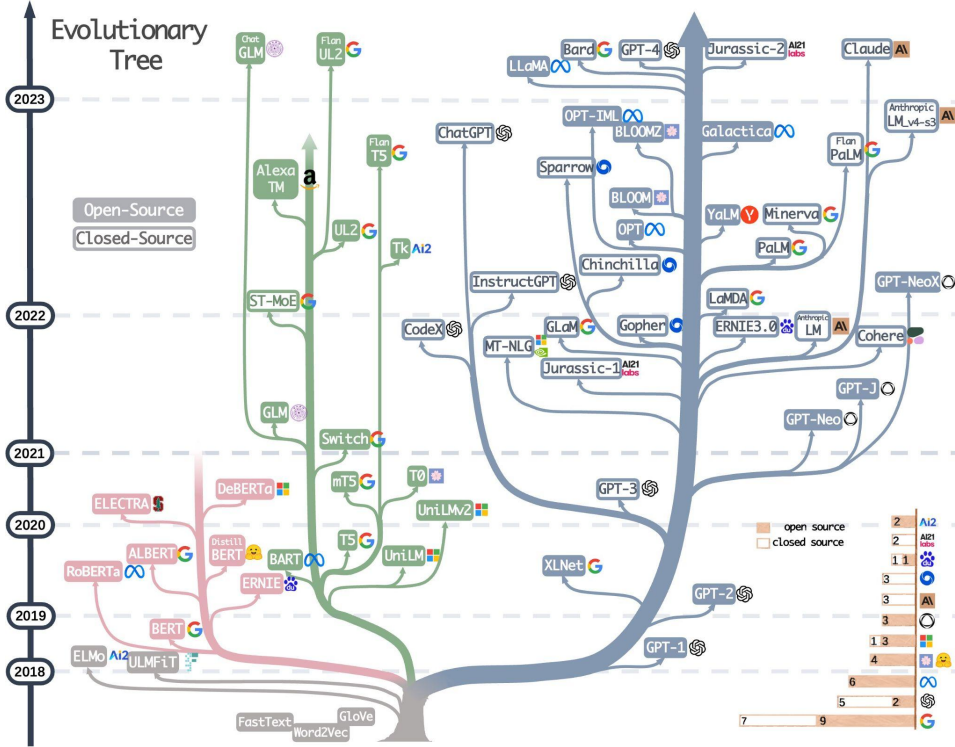 Evolutionary
Tree
Open-Source
Closed-Source
2023
2022
2021
2020
2019
2018
Chat
GLM
Flan
UL2
Flan
T5
Alexa
TM
a
UL2
Tk
Ai2
ST-MoE
GLM
Switch
mT5
T0
UniLMv2
T5
BART
UniLM
DeBERTa
ELECTRA
Distill
BERT
ALBERT
RoBERTa
ERNIE
BERT
ELMo
Ai2
ULMFiT
FastText
Word2Vec
GloVe
Bard
GPT-4
Jurassic-2
AI21
labs
Claude
A\
LLaMA
ChatGPT
OPT-IML
BLOOMZ
Galactica
Anthropic
LM_v4-s3
A\
Flan
PaLM
Sparrow
BLOOM
YaLM
Minerva
OPT
PaLM
Chinchilla
InstructGPT
GPT-NeoX
LaMDA
CodeX
GLaM
Gopher
ERNIE3.0
Anthropic
LM
A\
MT-NLG
Cohere
Jurassic-1
AI21
labs
GPT-J
GPT-Neo
GPT-3
XLNet
GPT-2
GPT-1
open source
closed source
2 Ai2
2 AI21
labs
1 1
3
3 A\
3
1 3
4
6
5 2
7 9